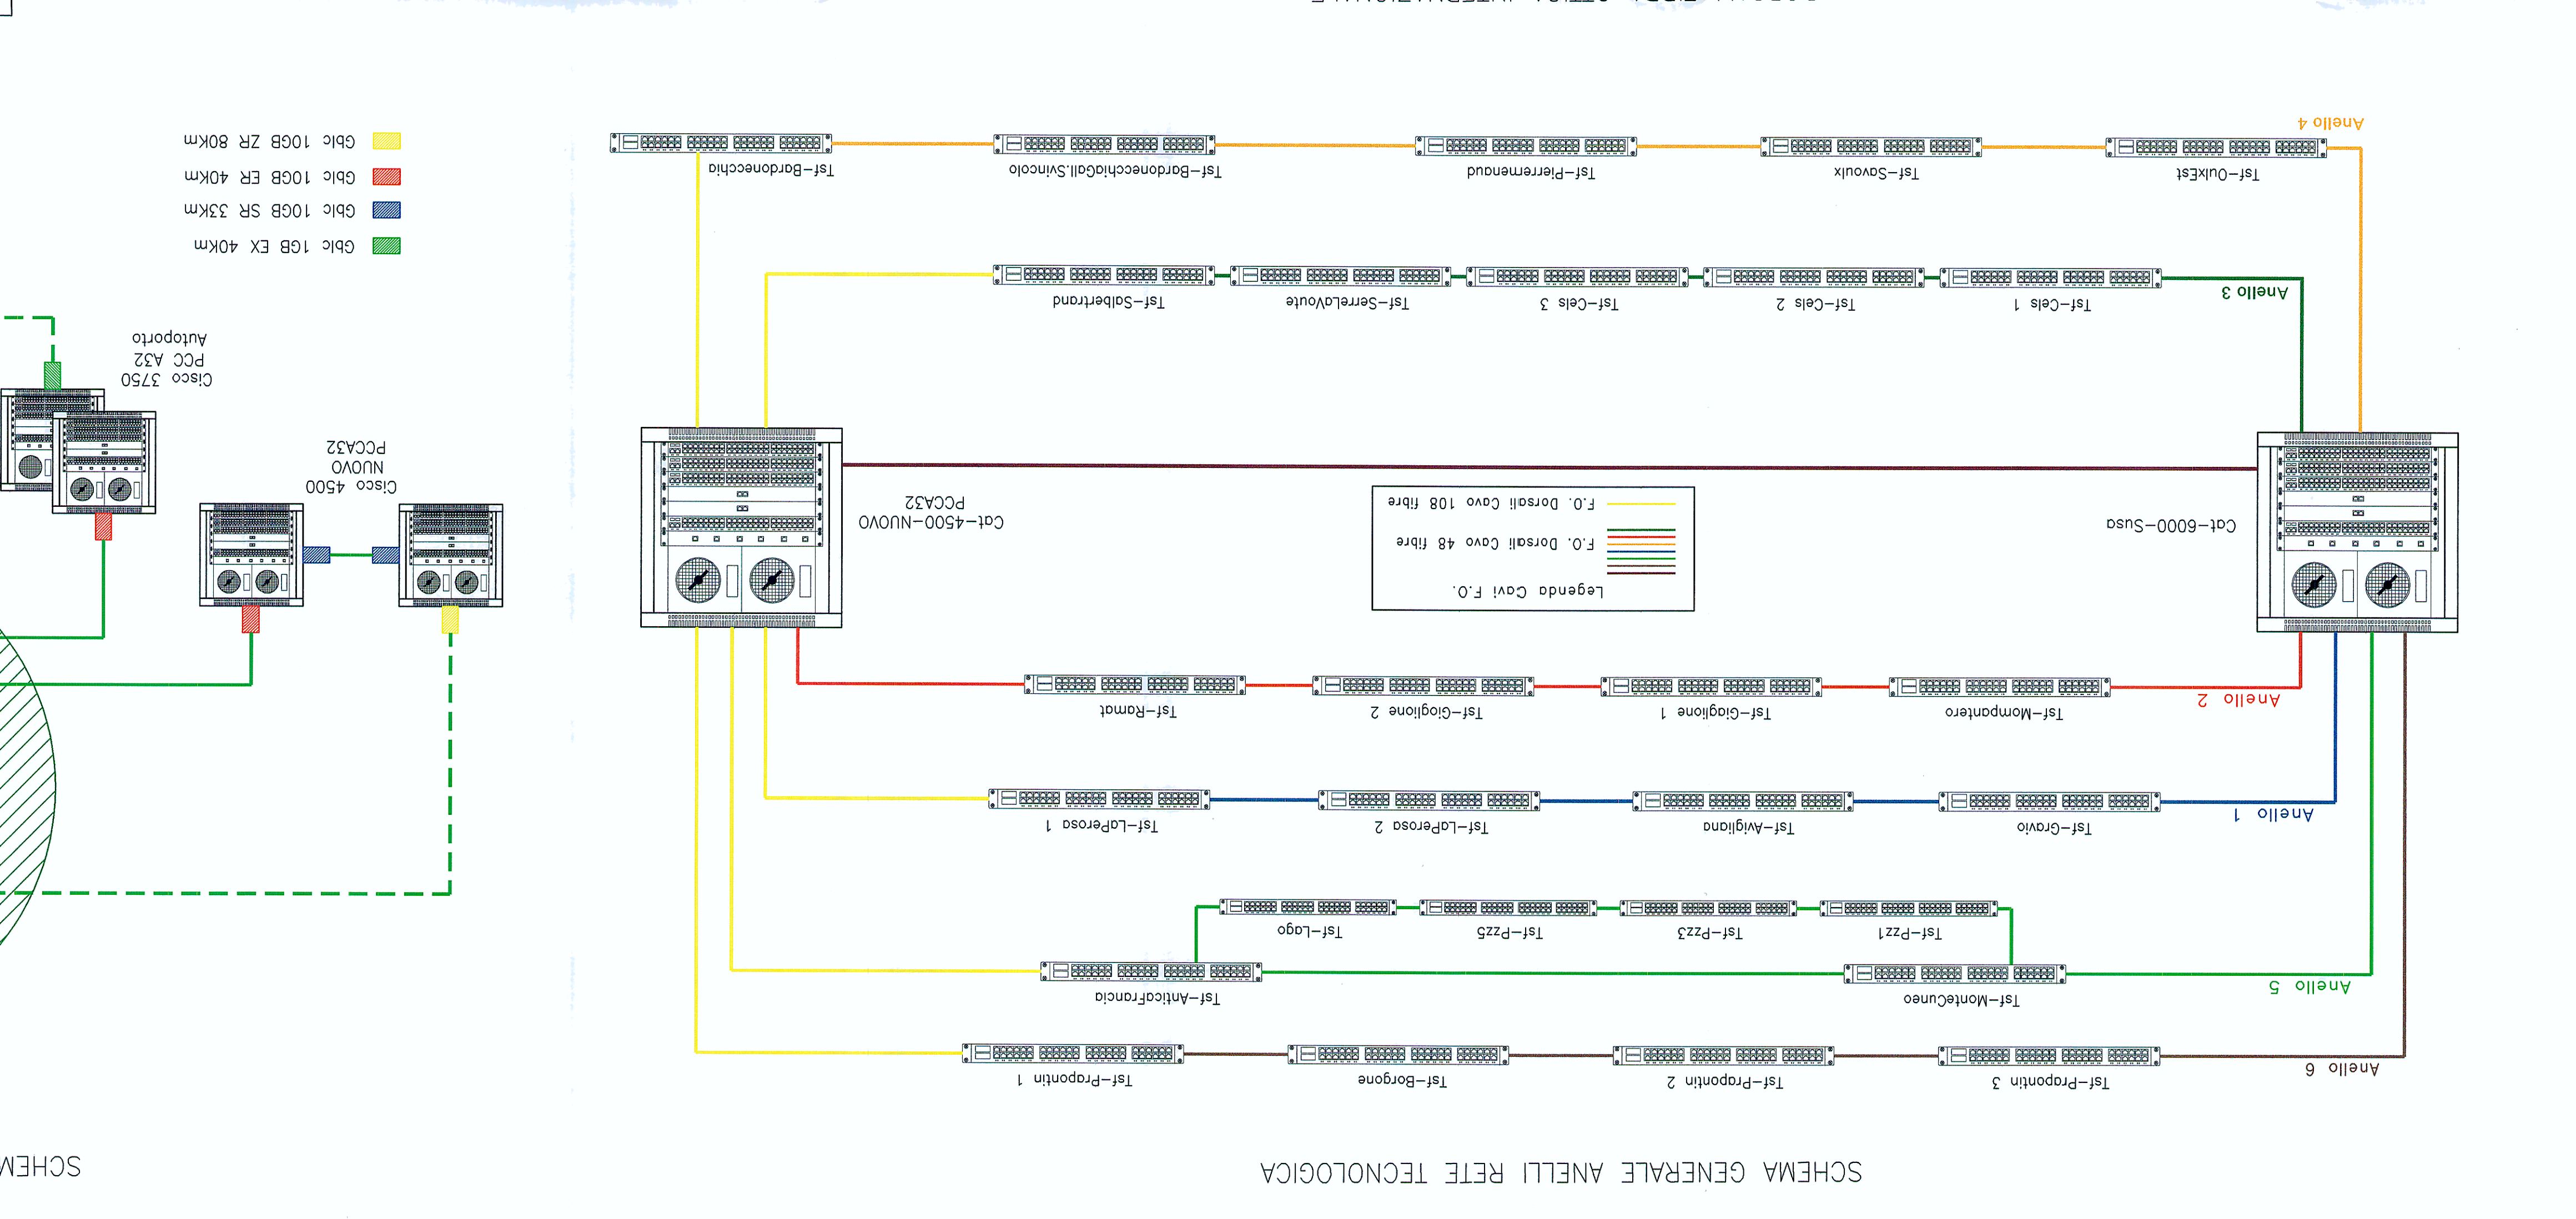 SCHEMA GENERALE ANELLI RETE TECNOLOGICA
SCHEM
Anello 6
Tsf-Prapontin 3
Tsf-Prapontin 2
Tsf-Borgone
Tsf-Prapontin 1
Anello 5
Tsf-MonteCuneo
Tsf-AnticaFrancia
Tsf-Pzz1
Tsf-Pzz3
Tsf-Pzz5
Tsf-Lago
Anello 1
Tsf-Gravio
Tsf-Avigliana
Tsf-LaPerosa 2
Tsf-LaPerosa 1
Anello 2
Tsf-Mompantero
Tsf-Giaglione 1
Tsf-Giaglione 2
Tsf-Ramat
Cat-6000-Susa
Legenda Cavi F.O.
F.O. Dorsali Cavo 48 fibre
F.O. Dorsali Cavo 108 fibre
Cat-4500-NUOVO
PCCA32
Anello 3
Tsf-Cels 1
Tsf-Cels 2
Tsf-Cels 3
Tsf-SerreLaVoute
Tsf-Salbertrand
Anello 4
Tsf-OulxEst
Tsf-Savoulx
Tsf-Pierremenaud
Tsf-BardonecchiaGall.Svincolo
Tsf-Bardonecchia
Cisco 4500
NUOVO
PCCA32
Cisco 3750
PCC A32
Autoporto
Gbic 1GB EX 40Km
Gbic 10GB SR 33Km
Gbic 10GB ER 40Km
Gbic 10GB ZR 80Km